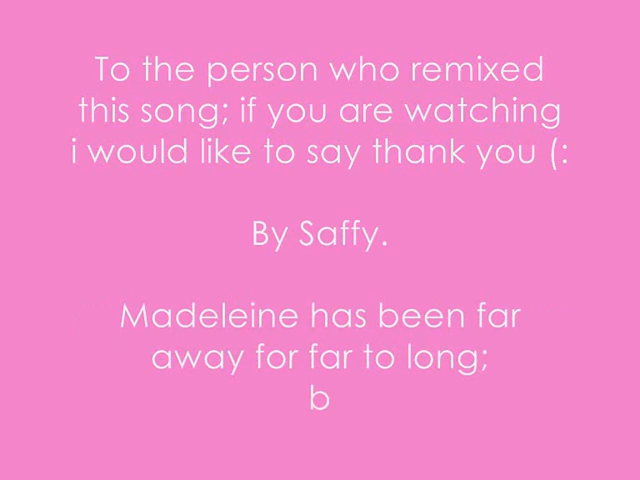 To the person who remixed
this song; if you are watching
i would like to say thank you (:
By Saffy.
Madeleine has been far
away for far to long;
b